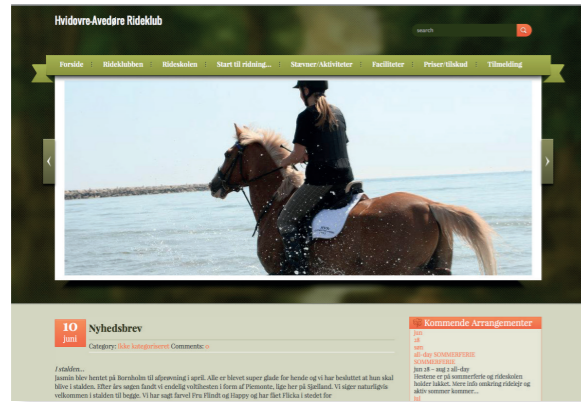 Hvidovre-Avedøre Rideklub
search
Forside Rideklubben Rideskolen Start til ridning... Stævner/Aktiviteter Faciliteter Priser/tilskud Tilmelding
10
juni
Nyhedsbrev
Category: Ikke kategoriseret Comments: 0
I stalden...
Jasmin blev hentet på Bornholm til afprøvning i april. Alle er blevet super glade for hende og vi har besluttet at hun skal
blive i stalden. Efter års søgen fandt vi endelig voltihesten i form af Piemonte, lige her på Sjælland. Vi siger naturligvis
velkommen i stalden til begge. Vi har sagt farvel Fru Flindt og Happy og har fået Flicka i stedet for
Kommende Arrangementer
jun
28
søn
all-day SOMMERFERIE
SOMMERFERIE
jun 28 – aug 2 all-day
Hestene er på sommerferie og rideskolen
holder lukket. Mere info omkring rideleje og
aktiv sommer kommer...
jul